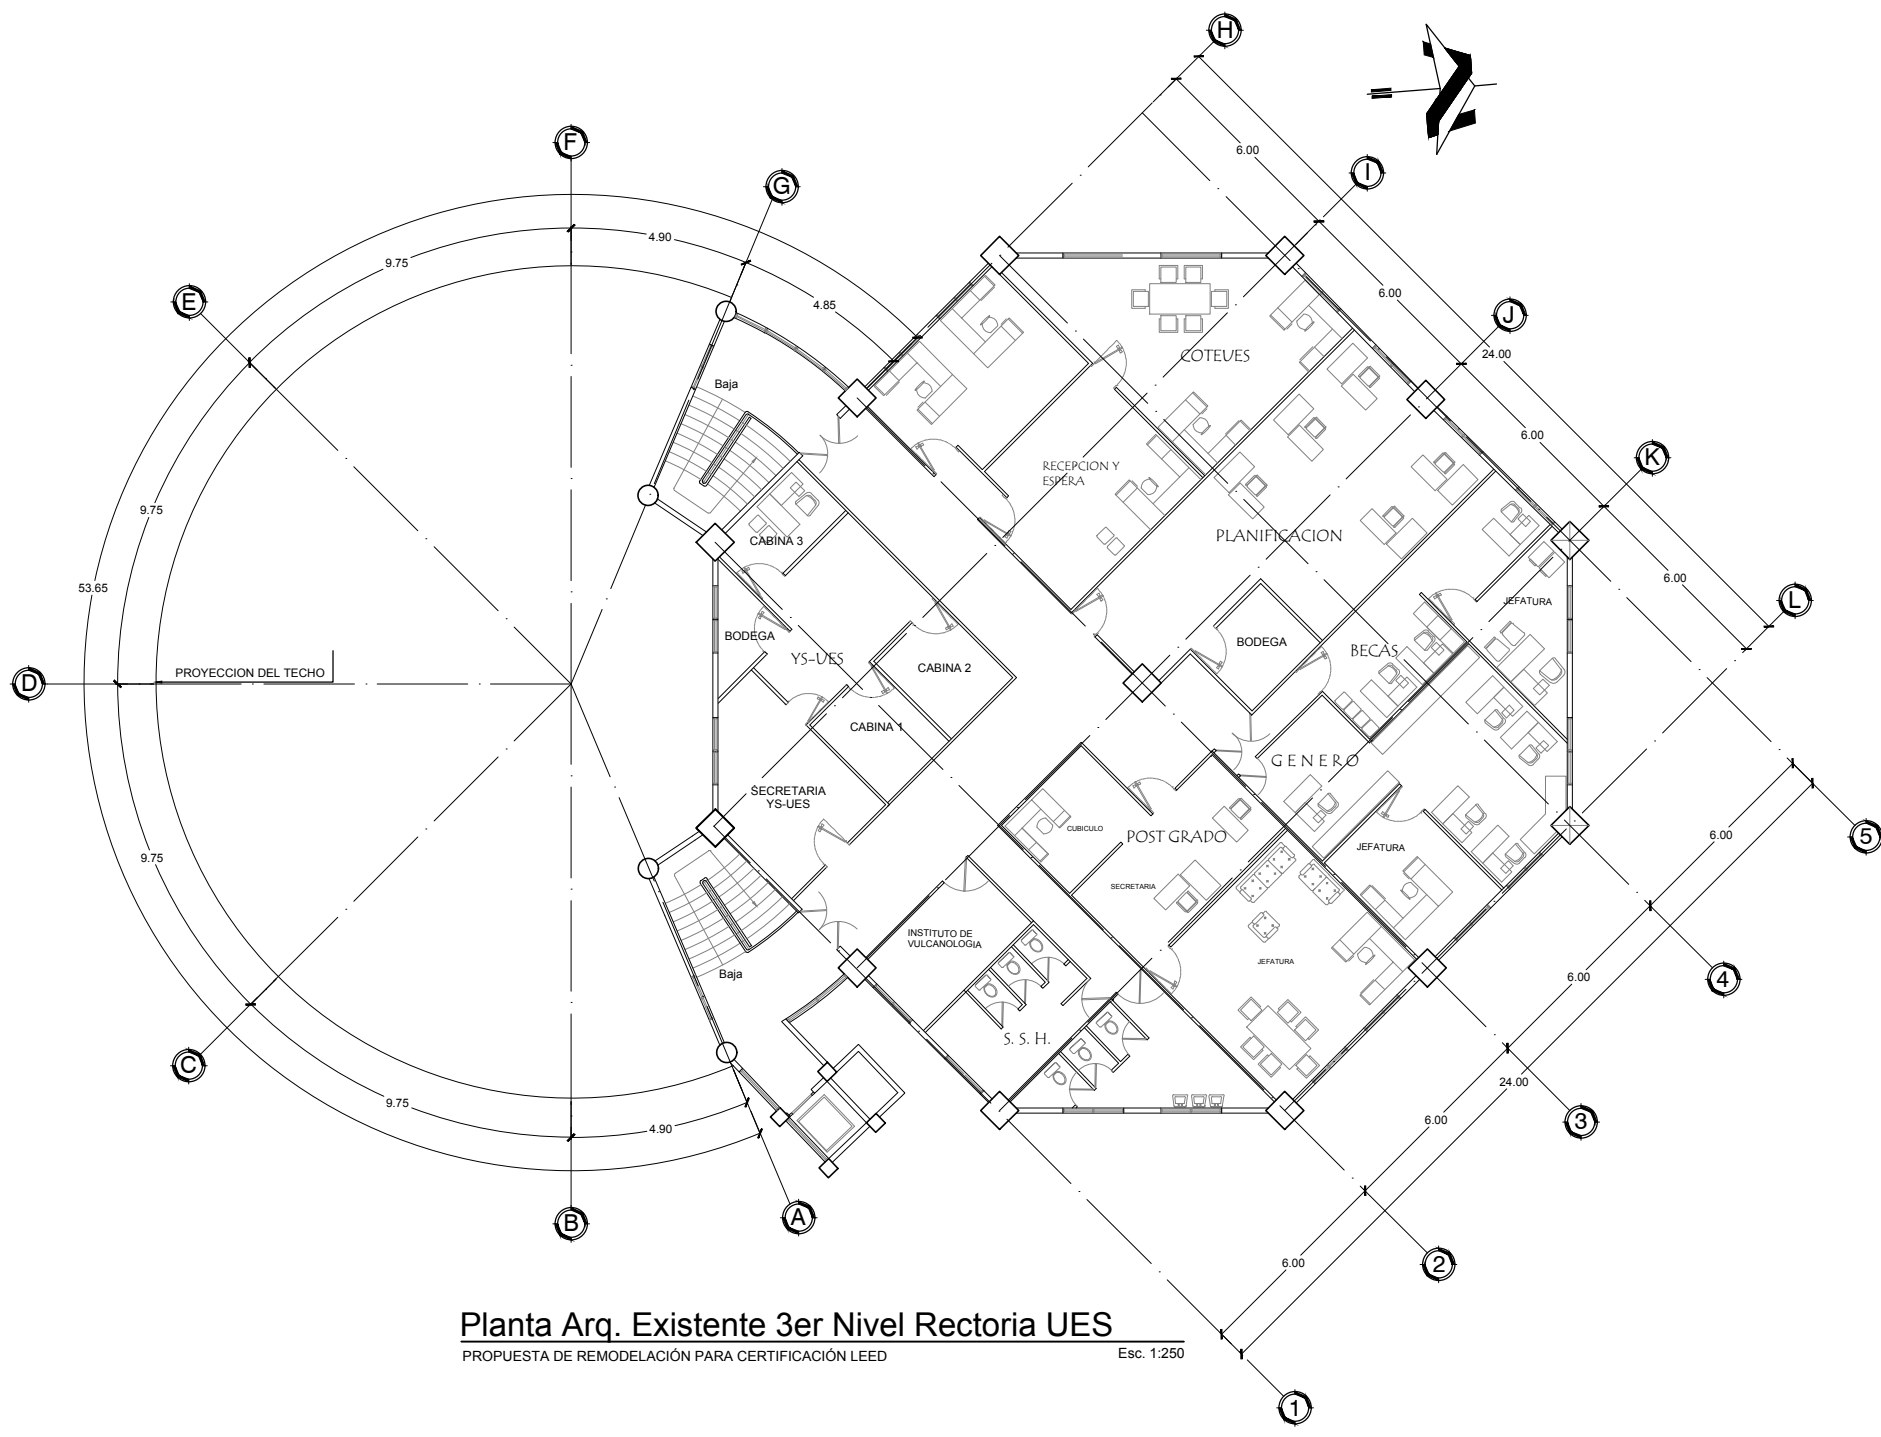 H
6.00
I
F
G
4.90
9.75
6.00
4.85
E
J
24.00
Baja
COTEUES
6.00
K
RECEPCION Y
ESPERA
9.75
PLANIFICACION
CABINA 3
6.00
53.65
L
JEFATURA
BODEGA
BODEGA
YS-UES
BECAS
CABINA 2
PROYECCION DEL TECHO
D
CABINA 1
GENERO
SECRETARIA
YS-UES
CUBICULO
POST GRADO
6.00
5
JEFATURA
9.75
SECRETARIA
INSTITUTO DE
VULCANOLOGIA
JEFATURA
Baja
6.00
4
S. S. H.
C
24.00
9.75
4.90
6.00
3
A
B
6.00
2
Planta Arq. Existente 3er Nivel Rectoria UES
PROPUESTA DE REMODELACIÓN PARA CERTIFICACIÓN LEED
Esc. 1:250
1